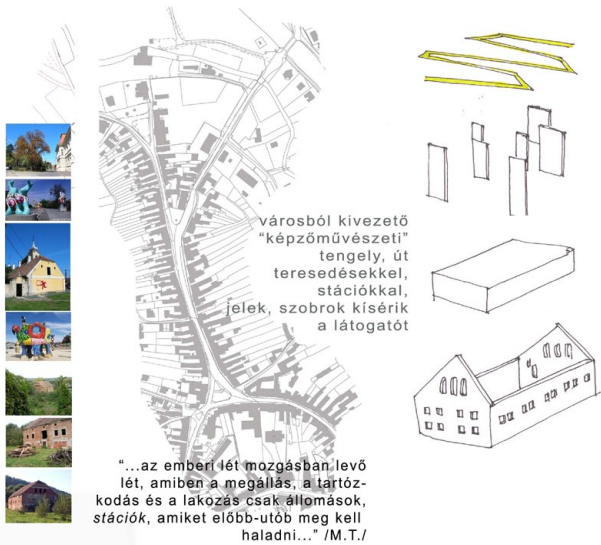 városból kivezető
“képzőművészeti”
tengely, út
teresedésekkel,
stációkkal,
jelek, szobrok kísérik
a látogatót
“...az emberi lét mozgásban levő
lét, amiben a megállás, a tartóz-
kodás és a lakozás csak állomások,
stációk, amiket előbb-utób meg kell
haladni...” /M.T./